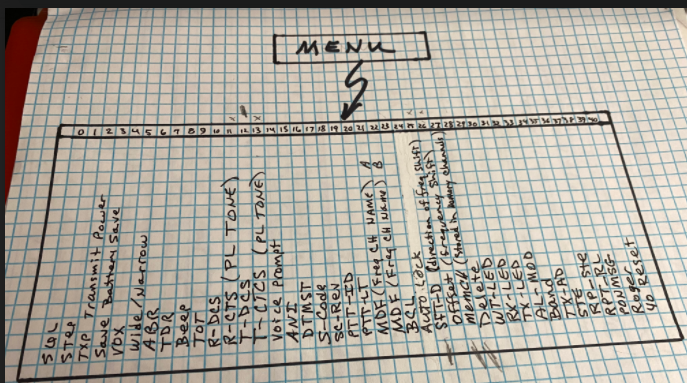 MENU
0 1 2 3 4 5 6 7 8 9 10 11 12 13 14 15 16 17 18 19 20 21 22 23 24 25 26 27 28 29 30 31 32 33 34 35 36 37 38 39 40
SQL
STEP
TXP Transmit Power
Save Battery Save
VOX
Wide/Narrow
ABR
TDR
Beep
TOT
R-DCS
R-CTS (PL TONE)
T-DCS
T-CTCS (PL TONE)
Voice Prompt
ANI
DTMST
S-Code
SC-REV
PTT-ID
PTT-LT
MDF (Freq CH NAME) A
MDF (Freq CH Name) B
BCL
Auto Lock
SFT-D (direction of freq shift)
Offset (Frequency Shift)
MemCH (Stored in memory channels)
Delete
WT-LED
RX-LED
TX-LED
AL-MOD
Band
TX-AB
STE STE
RPT RL
PONMSG
Roger
40 Reset